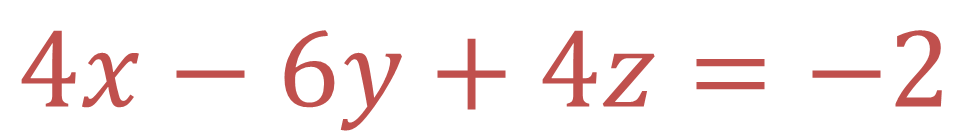 4x − 6y + 4z = −2